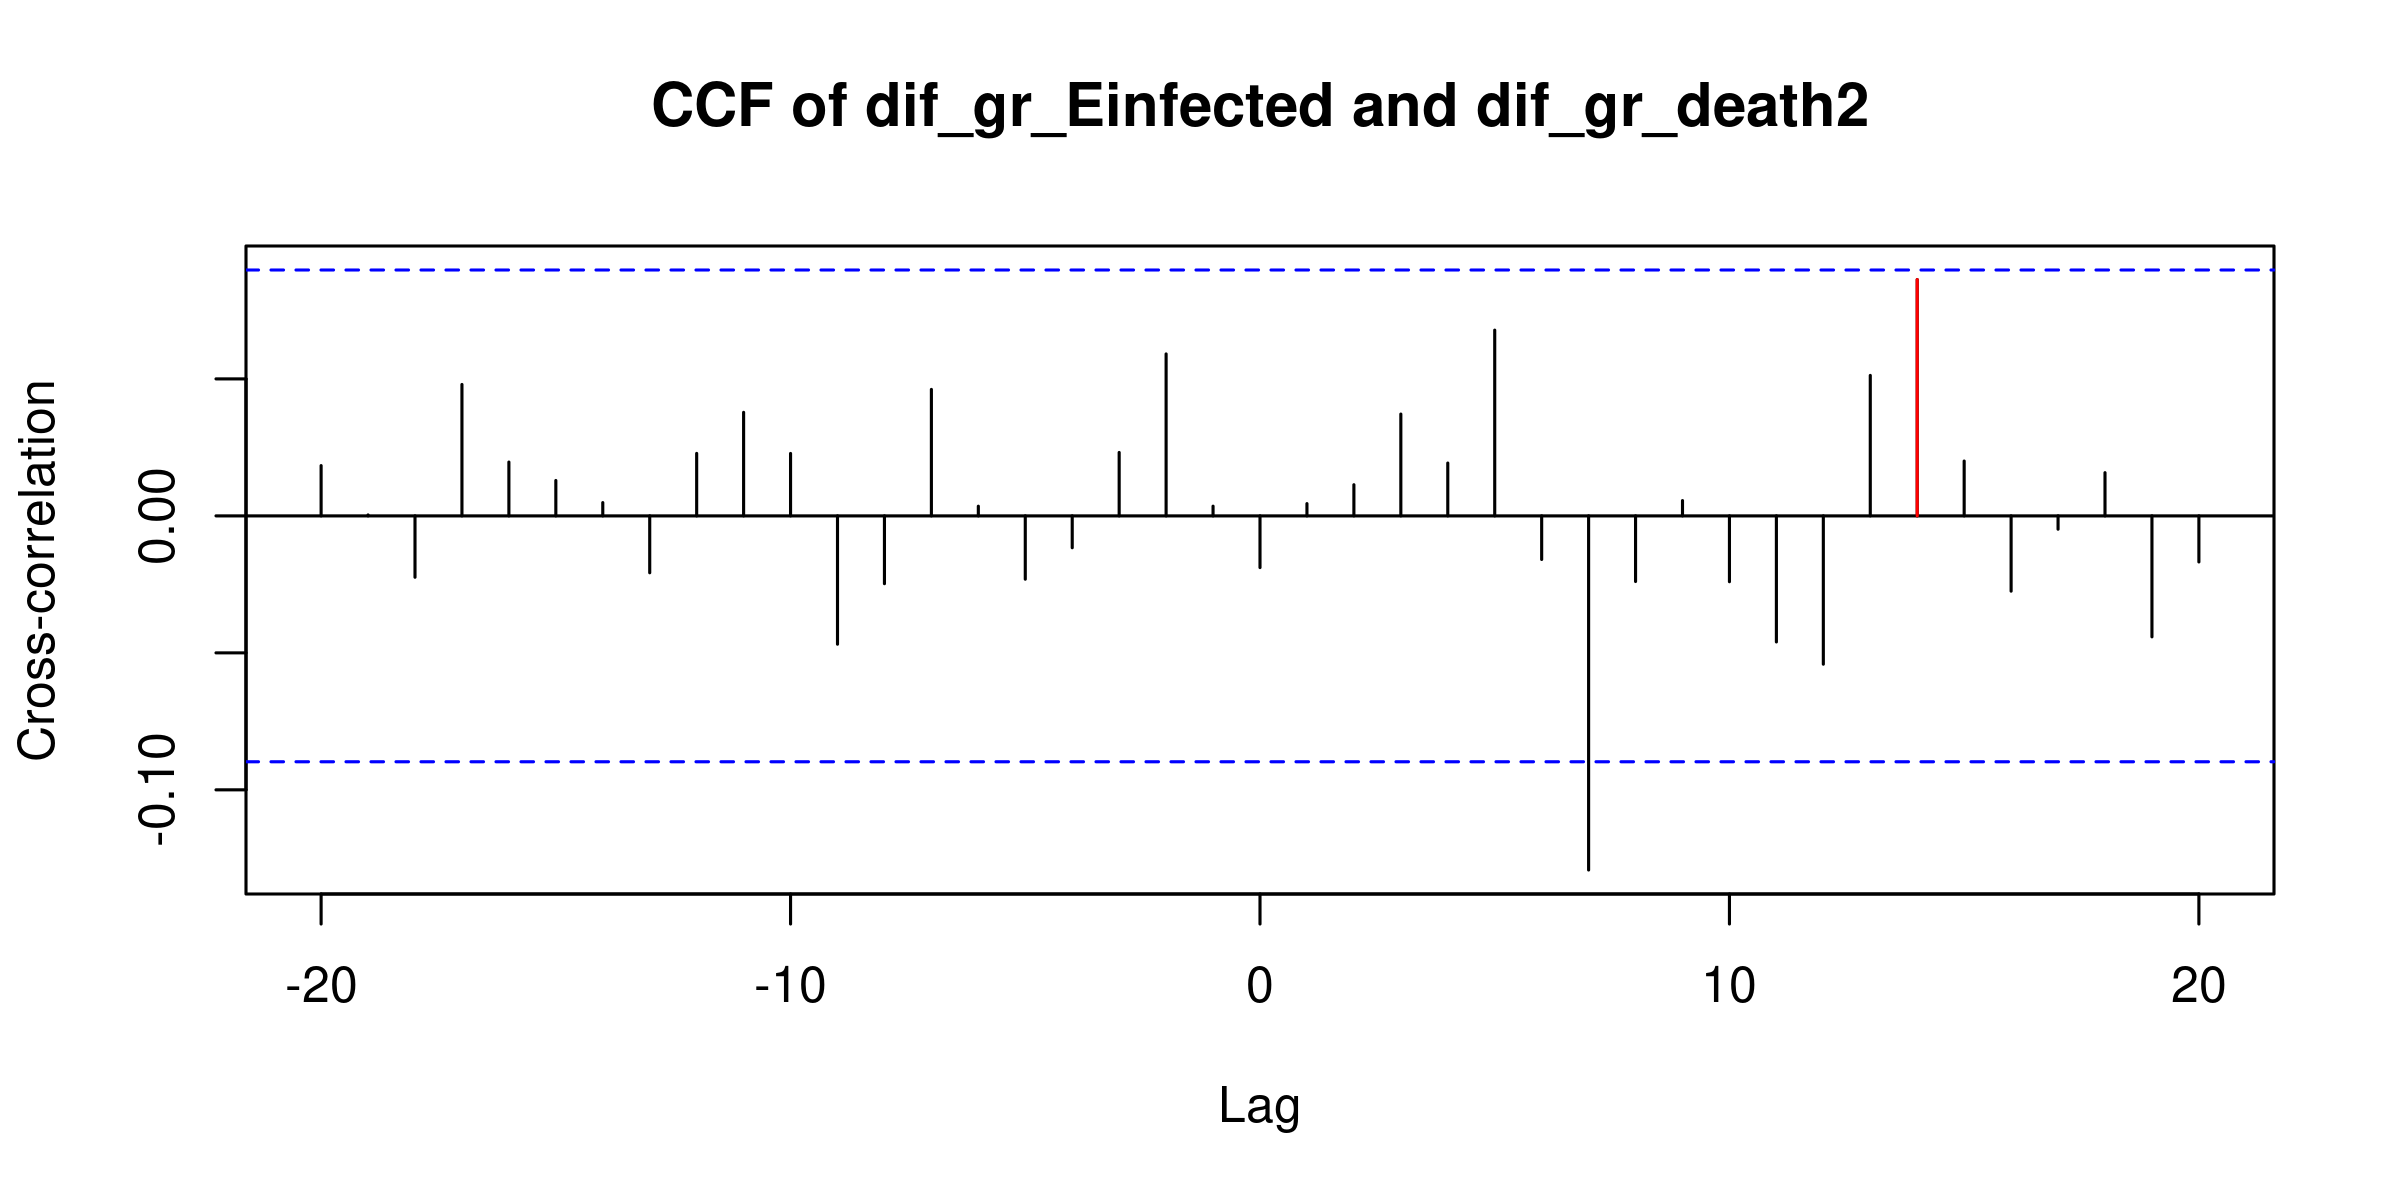 CCF of dif_gr_Einfected and dif_gr_death2
Cross-correlation
0.00
-0.10
-20
-10
0
10
20
Lag